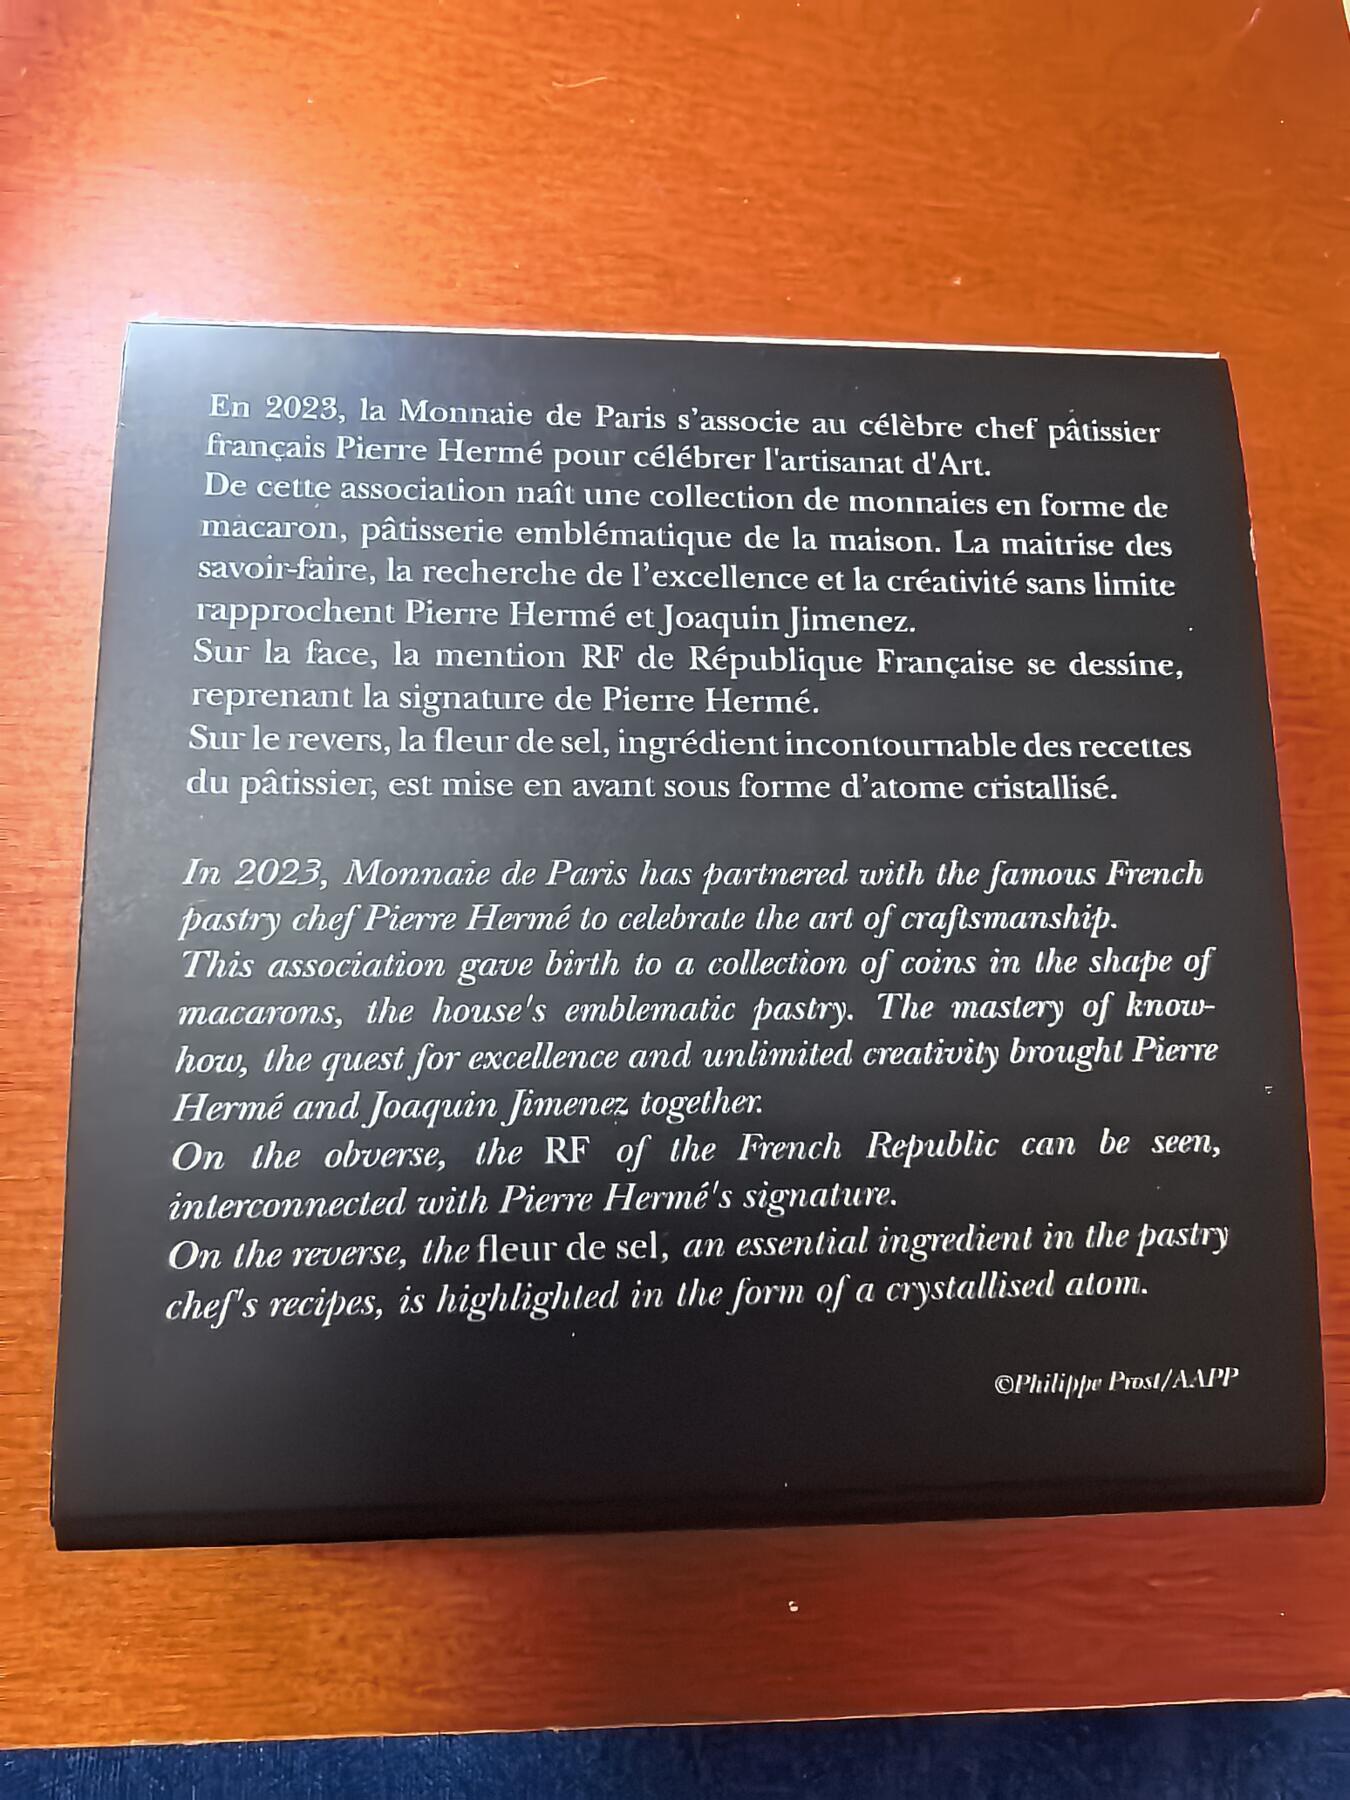 En 2023, la Monnaie de Paris s’associe au célèbre chef pâtissier
français Pierre Hermé pour célébrer l'artisanat d'Art.
De cette association naît une collection de monnaies en forme de
macaron, pâtisserie emblématique de la maison. La maitrise des
savoir-faire, la recherche de l’excellence et la créativité sans limite
rapprochent Pierre Hermé et Joaquin Jimenez.
Sur la face, la mention RF de République Française se dessine,
reprenant la signature de Pierre Hermé.
Sur le revers, la fleur de sel, ingrédient incontournable des recettes
du pâtissier, est mise en avant sous forme d’atome cristallisé.
In 2023, Monnaie de Paris has partnered with the famous French
pastry chef Pierre Hermé to celebrate the art of craftsmanship.
This association gave birth to a collection of coins in the shape of
macarons, the house's emblematic pastry. The mastery of know-
how, the quest for excellence and unlimited creativity brought Pierre
Hermé and Joaquin Jimenez together.
On the obverse, the RF of the French Republic can be seen,
interconnected with Pierre Hermé's signature.
On the reverse, the fleur de sel, an essential ingredient in the pastry
chef's recipes, is highlighted in the form of a crystallised atom.
©Philippe Prost/AAPP